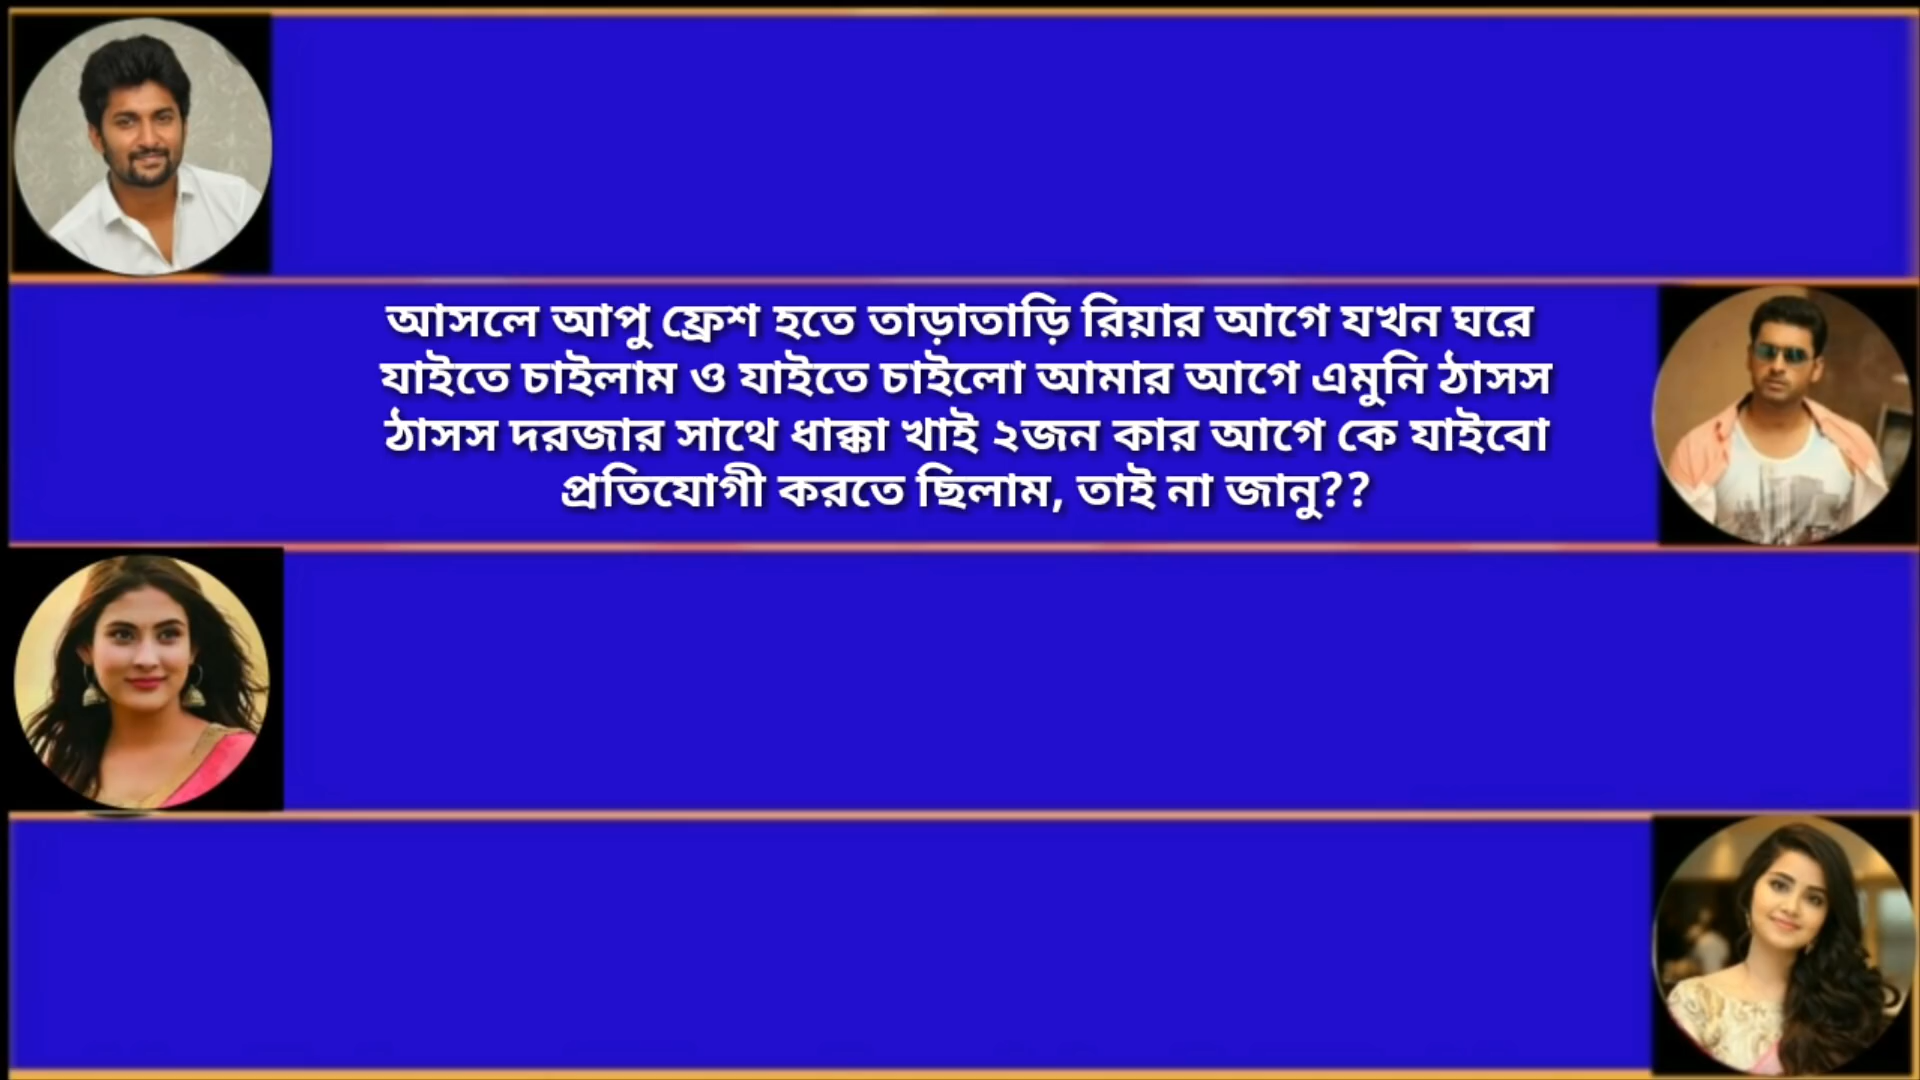 আসলে আপু ফ্রেশ হতে তাড়াতাড়ি রিয়ার আগে যখন ঘরে
যাইতে চাইলাম ও যাইতে চাইলো আমার আগে এমুনি ঠাসস
ঠাসস দরজার সাথে ধাক্কা খাই ২জন কার আগে কে যাইবো
প্রতিযোগী করতে ছিলাম, তাই না জানু??